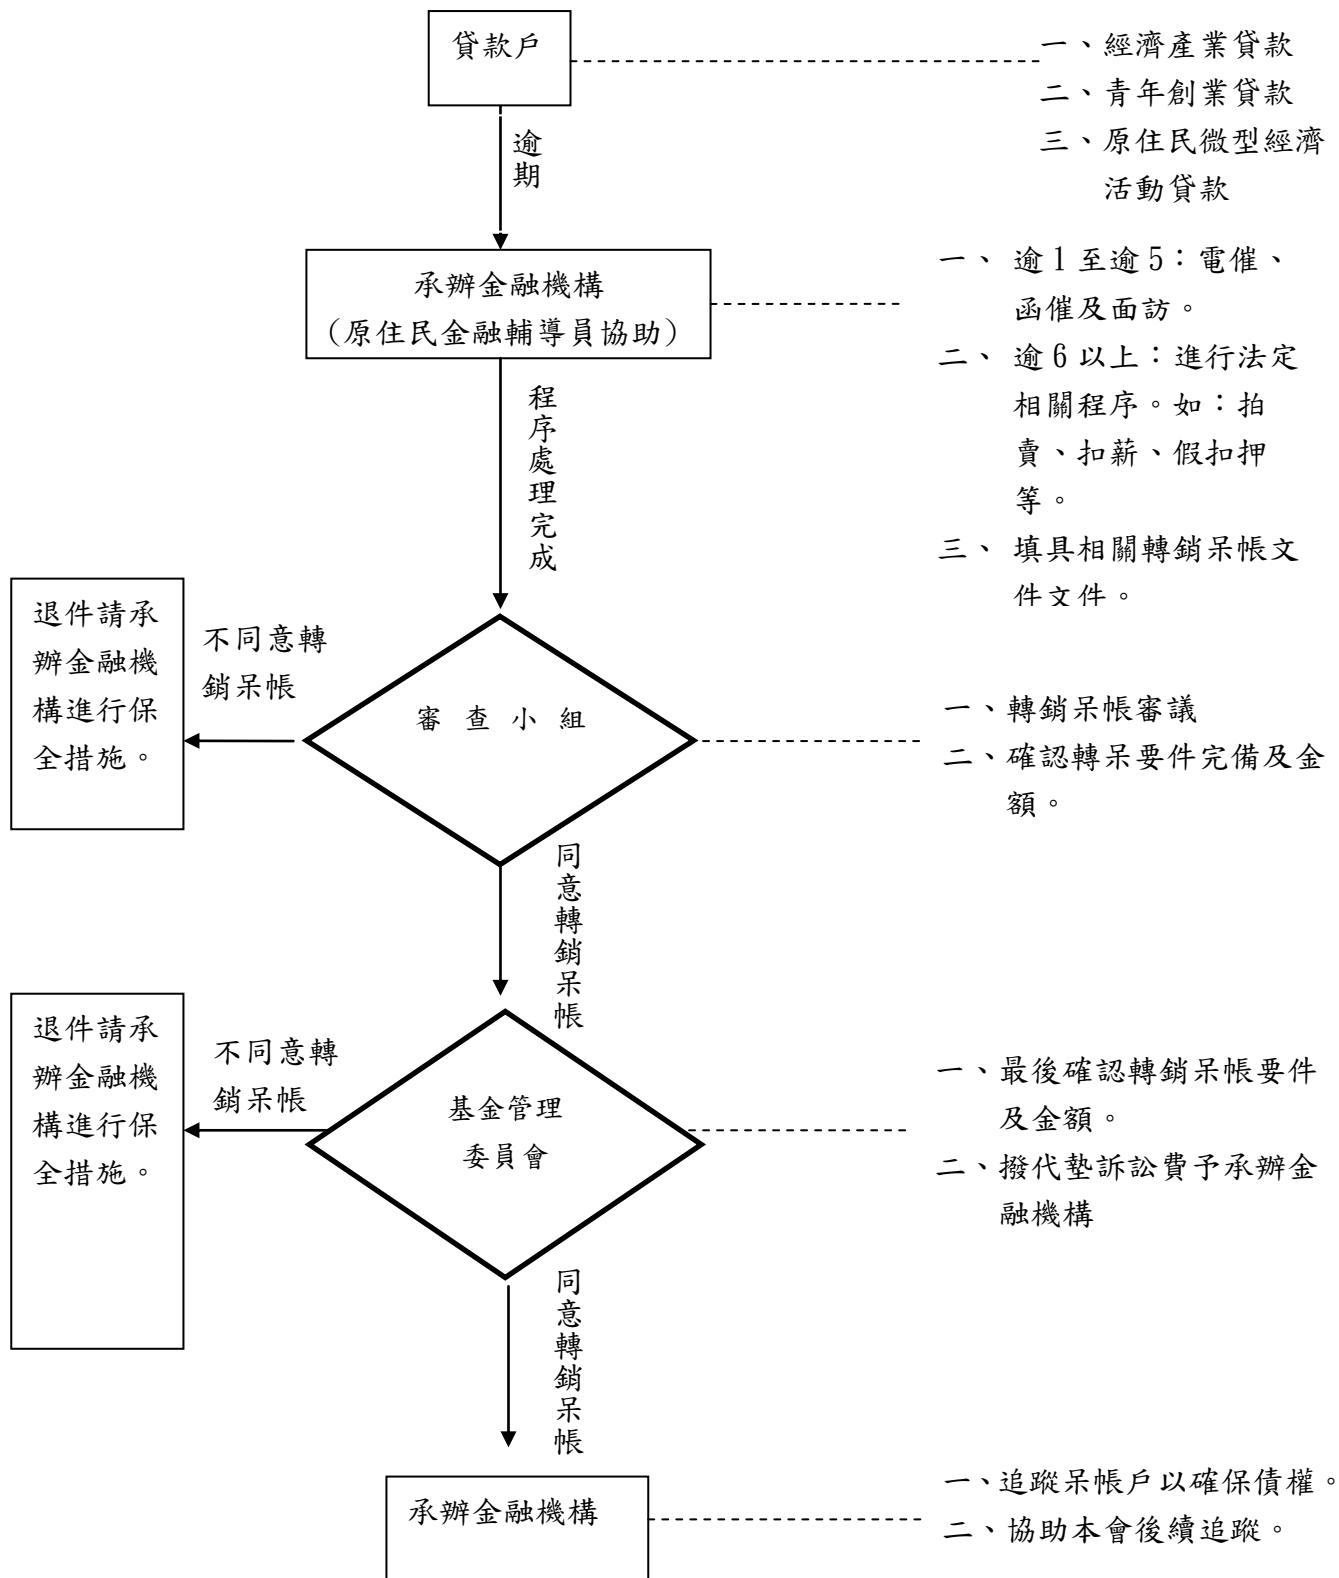 貸款戶
一、經濟產業貸款
二、青年創業貸款
三、原住民微型經濟
活動貸款
逾期
承辦金融機構
(原住民金融輔導員協助)
一、 逾1至逾5：電催、
函催及面訪。
二、 逾6以上：進行法定
相關程序。如：拍
賣、扣薪、假扣押
等。
三、 填具相關轉銷呆帳文
件文件。
程序處理完成
退件請承
辦金融機
構進行保
全措施。
不同意轉
銷呆帳
審 查 小 組
一、轉銷呆帳審議
二、確認轉呆要件完備及金
額。
同意轉銷呆帳
退件請承
辦金融機
構進行保
全措施。
不同意轉
銷呆帳
基金管理
委員會
一、最後確認轉銷呆帳要件
及金額。
二、撥代墊訴訟費予承辦金
融機構
同意轉銷呆帳
承辦金融機構
一、追蹤呆帳戶以確保債權。
二、協助本會後續追蹤。